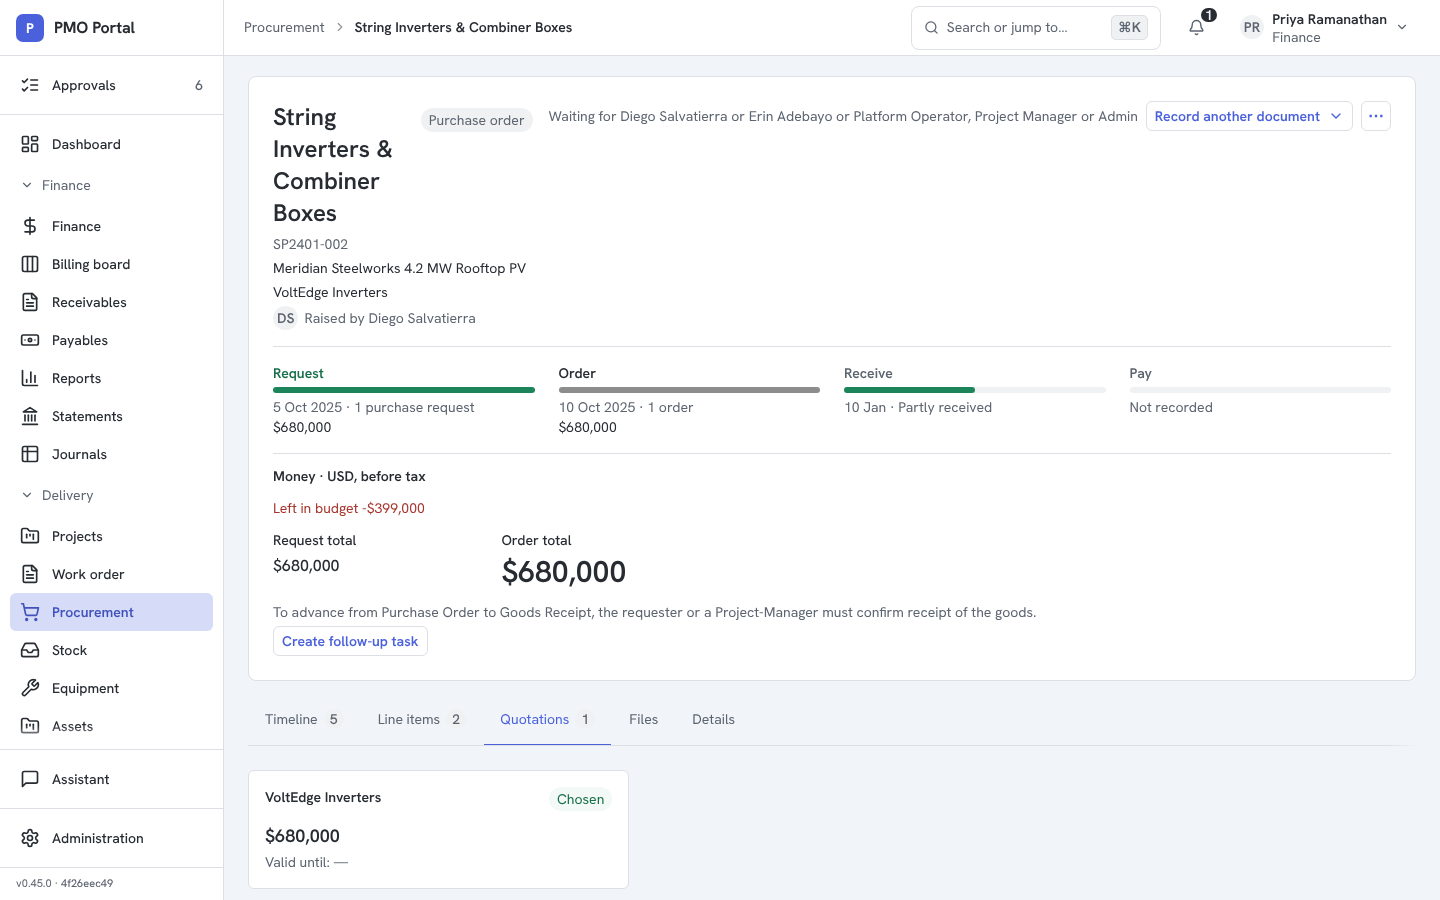 P PMO Portal
Procurement > String Inverters & Combiner Boxes
Search or jump to... ⌘K
1
PR Priya Ramanathan
Finance
Approvals 6
Dashboard
Finance
Finance
Billing board
Receivables
Payables
Reports
Statements
Journals
Delivery
Projects
Work order
Procurement
Stock
Equipment
Assets
Assistant
Administration
v0.45.0 · 4f26eec49
String
Inverters &
Combiner
Boxes
Purchase order
Waiting for Diego Salvatierra or Erin Adebayo or Platform Operator, Project Manager or Admin
Record another document
SP2401-002
Meridian Steelworks 4.2 MW Rooftop PV
VoltEdge Inverters
DS Raised by Diego Salvatierra
Request
5 Oct 2025 · 1 purchase request
$680,000
Order
10 Oct 2025 · 1 order
$680,000
Receive
10 Jan · Partly received
Pay
Not recorded
Money · USD, before tax
Left in budget -$399,000
Request total
$680,000
Order total
$680,000
To advance from Purchase Order to Goods Receipt, the requester or a Project-Manager must confirm receipt of the goods.
Create follow-up task
Timeline 5 Line items 2 Quotations 1 Files Details
VoltEdge Inverters Chosen
$680,000
Valid until: —